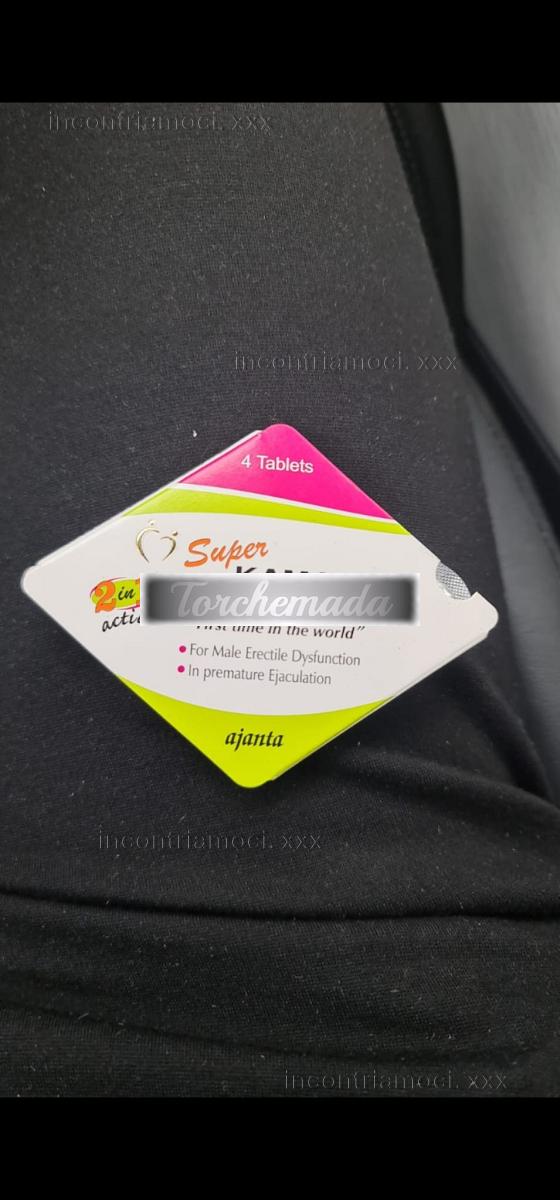 incontriamoci. xxx
incontriamoci. xxx
4 Tablets
Super
2 in
Torchemada
"First time in the world"
• For Male Erectile Dysfunction
• In premature Ejaculation
ajanta
incontriamoci. xxx
incontriamoci. xxx